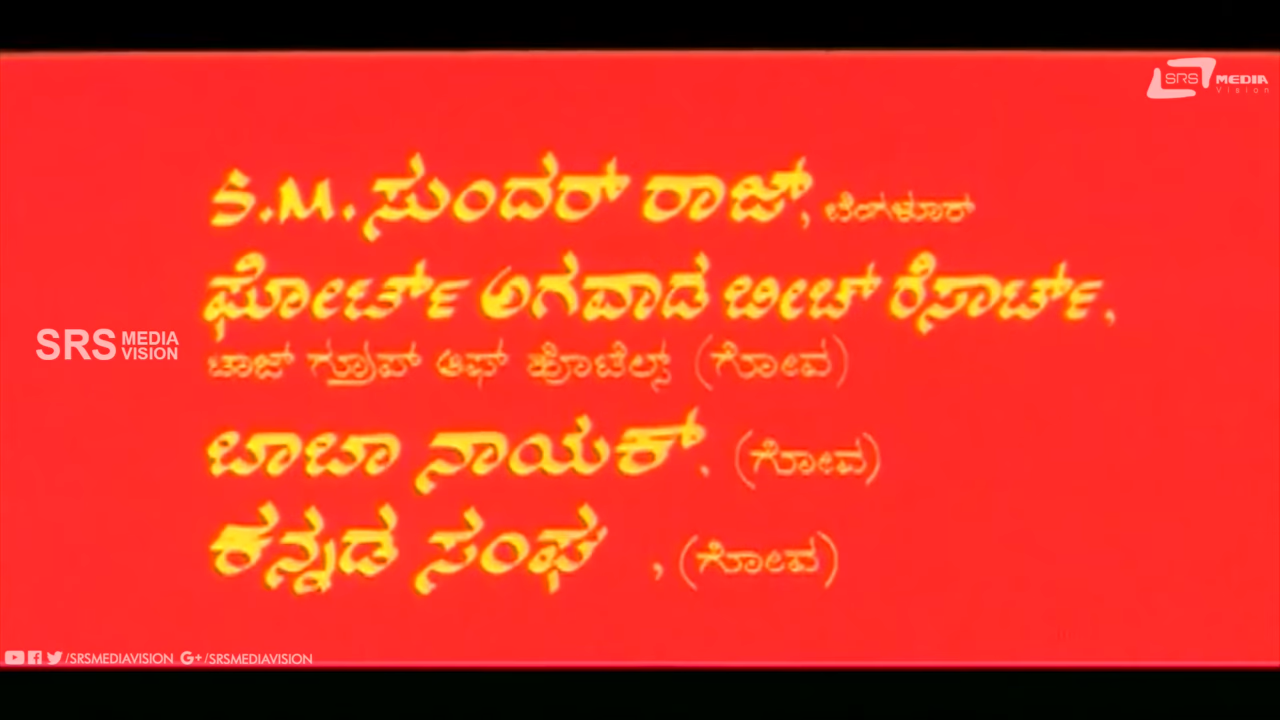 SRS MEDIA
Vision
S.M. ಸುಂದರ್ ರಾಜ್, ಬೆಂಗಳೂರ್
ಫೋರ್ಟ್ ಅಗವಾಡ ಬೀಚ್ ರೆಸಾರ್ಟ್,
ಟಾಜ್ ಗ್ರೂಪ್ ಆಫ್ ಹೊಟೆಲ್ಸ್ (ಗೋವ)
SRS MEDIA
VISION
ಬಾಬಾ ನಾಯಕ್. (ಗೋವ)
ಕನ್ನಡ ಸಂಘ , (ಗೋವ)
/SRSMEDIAVISION G+/SRSMEDIAVISION